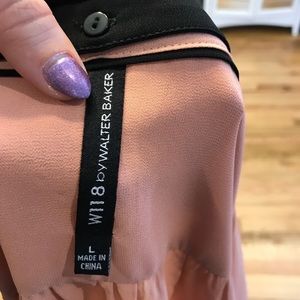 W118 by WALTER BAKER
L
MADE IN
CHINA